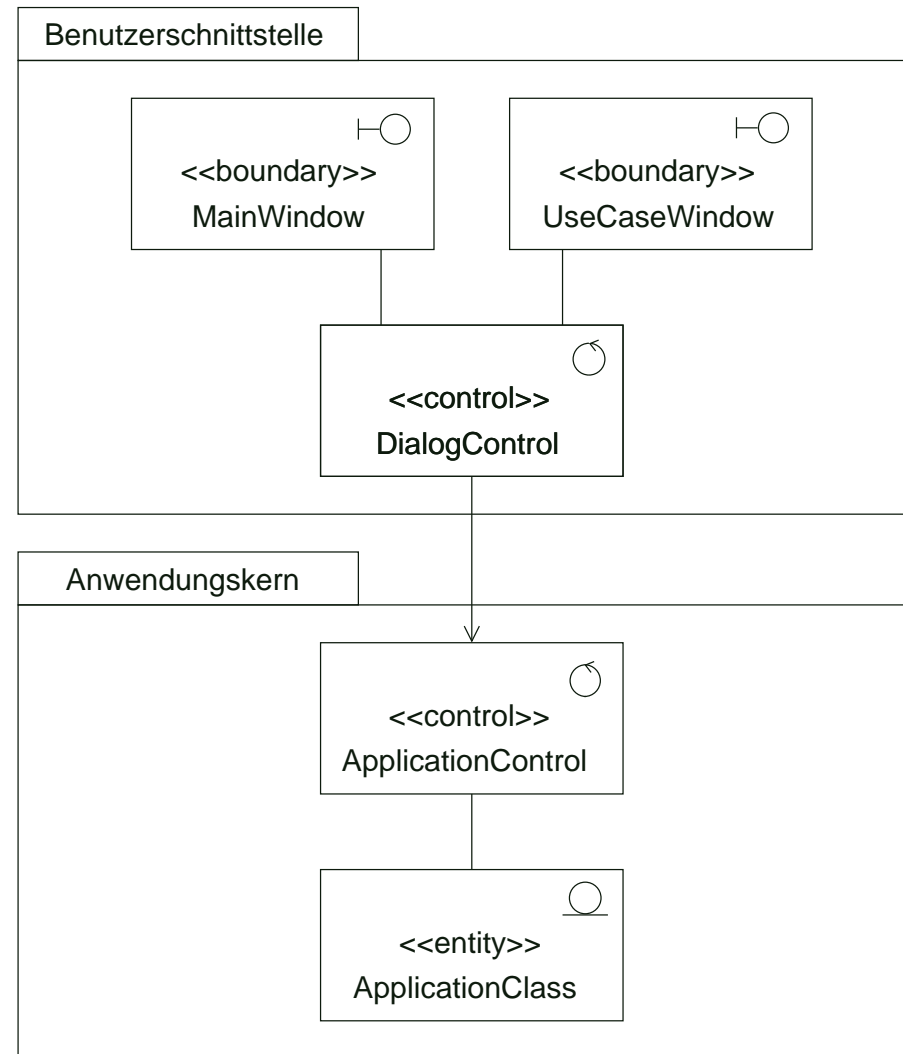 Benutzerschnittstelle
<<boundary>>
MainWindow
<<boundary>>
UseCaseWindow
<<control>>
DialogControl
Anwendungskern
<<control>>
ApplicationControl
<<entity>>
ApplicationClass